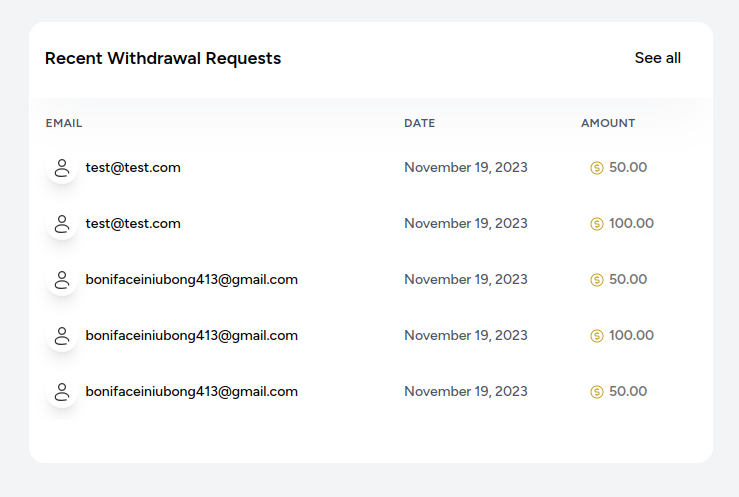 Recent Withdrawal Requests See all
EMAIL DATE AMOUNT
test@test.com November 19, 2023 50.00
test@test.com November 19, 2023 100.00
bonifaceiniubong413@gmail.com November 19, 2023 50.00
bonifaceiniubong413@gmail.com November 19, 2023 100.00
bonifaceiniubong413@gmail.com November 19, 2023 50.00